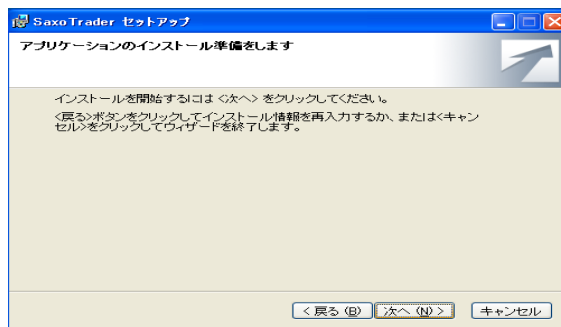 SaxoTrader セットアップ
アプリケーションのインストール準備をします
インストールを開始するには <次へ> をクリックしてください。
<戻る>ボタンをクリックしてインストール情報を再入力するか、または<キャン
セル>をクリックしてウィザードを終了します。
< 戻る (B) 次へ (N) > キャンセル